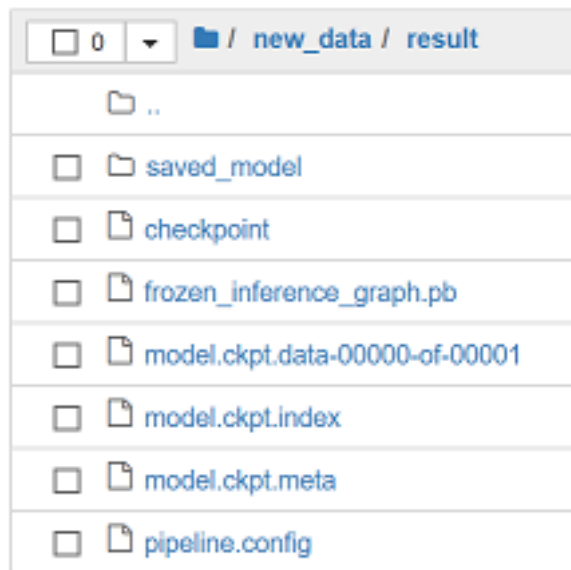 0 / new_data / result
..
saved_model
checkpoint
frozen_inference_graph.pb
model.ckpt.data-00000-of-00001
model.ckpt.index
model.ckpt.meta
pipeline.config